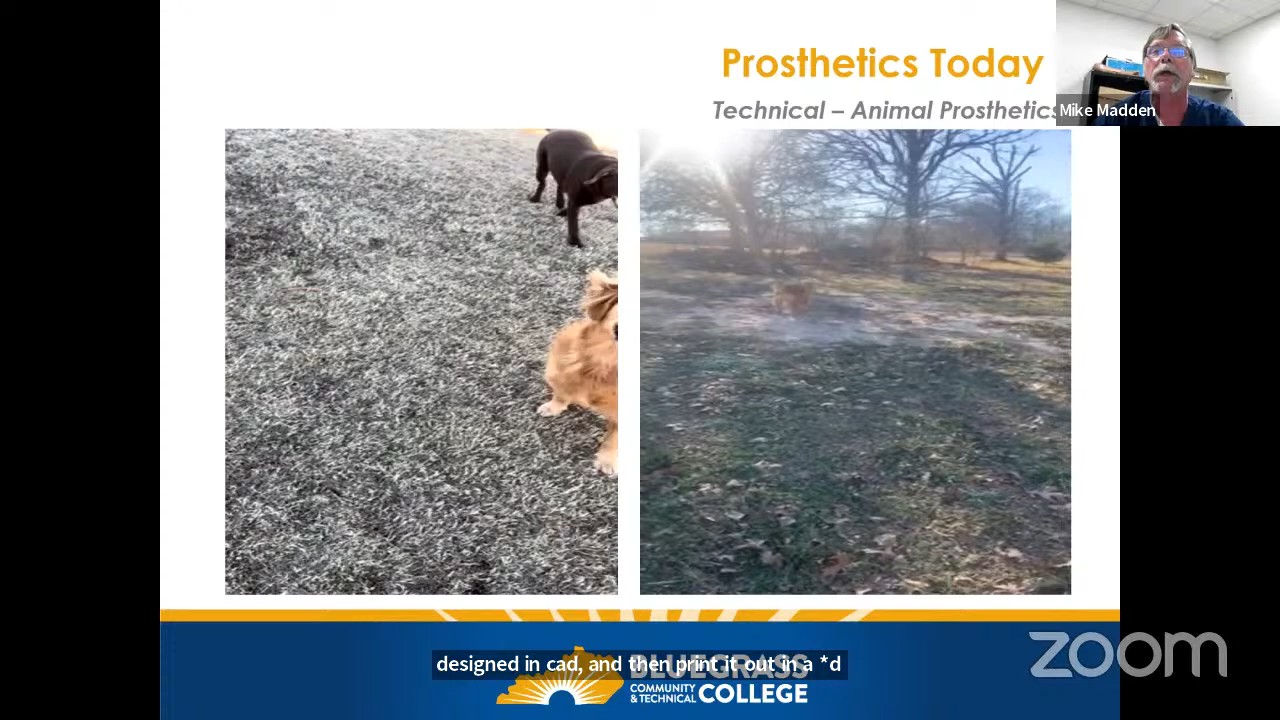 Prosthetics Today
Technical – Animal Prosthetics
Mike Madden
designed in cad, and then print it out in a *d
BLUEGRASS
COMMUNITY
& TECHNICAL COLLEGE
zoom